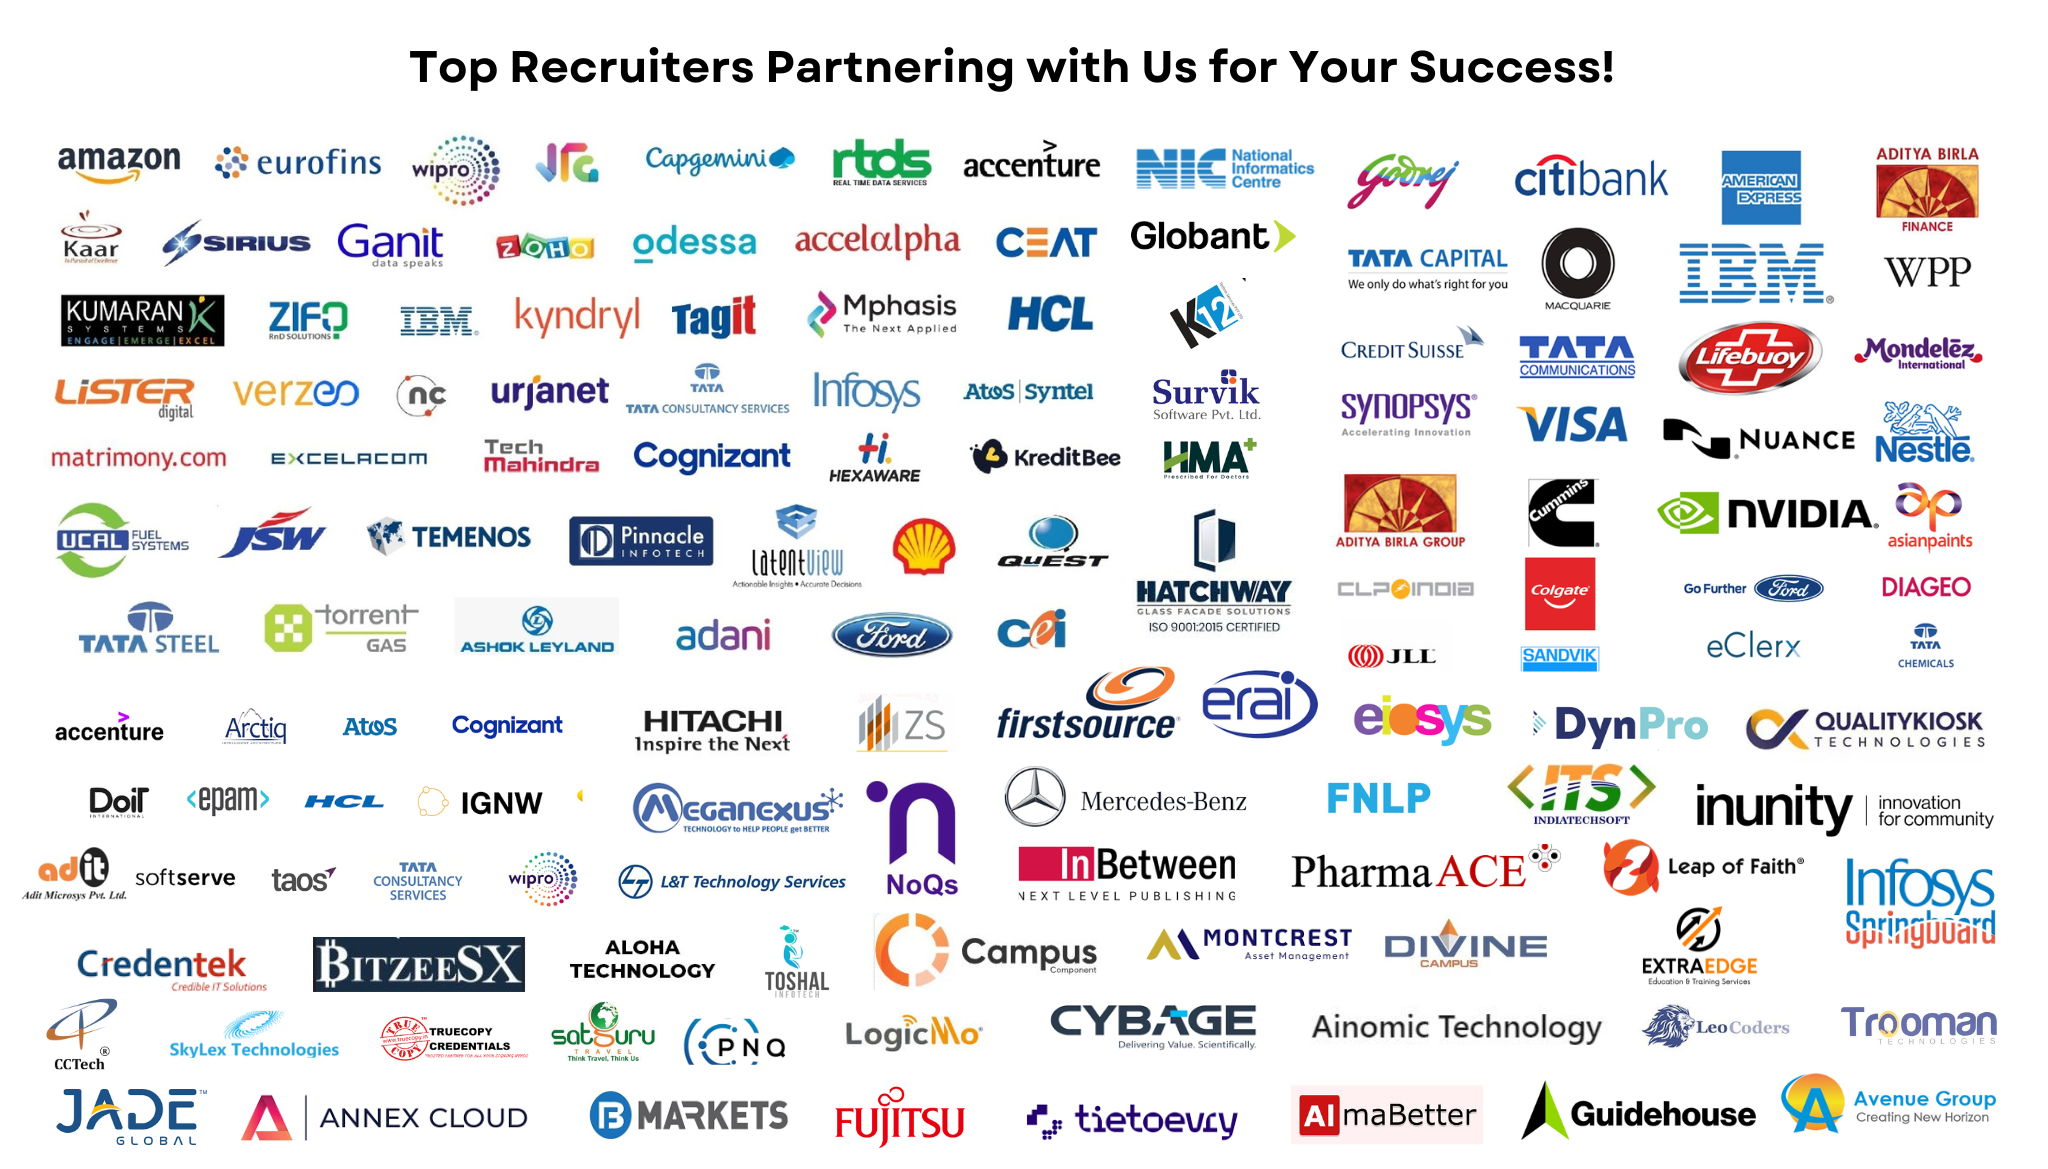 Top Recruiters Partnering with Us for Your Success!
amazon
eurofins
wipro
Capgemini
rtds
REAL TIME DATA SERVICES
accenture
NIC National Informatics Centre
Godrej
citibank
AMERICAN EXPRESS
ADITYA BIRLA
FINANCE
Kaar
SIRIUS
Ganit
data speaks
ZOHO
odessa
accelalpha
CEAT
Globant
TATA CAPITAL
We only do what's right for you
MACQUARIE
IBM
WPP
KUMARAN
SYSTEMS
ENGAGE|EMERGE|EXCEL
ZIFO
RnD SOLUTIONS
IBM
kyndryl
Tagit
Mphasis
The Next Applied
HCL
K12
CREDIT SUISSE
TATA
COMMUNICATIONS
Lifebuoy
Mondelēz
International
LiSTER
digital
verzeo
nc
urjanet
TATA
TATA CONSULTANCY SERVICES
Infosys
Atos | Syntel
Survik
Software Pvt. Ltd.
SYNOPSYS
Accelerating Innovation
VISA
NUANCE
Nestlé
matrimony.com
EXCELACOM
Tech
Mahindra
Cognizant
Hi.
HEXAWARE
KreditBee
HMA+
Prescribed For Doctors
ADITYA BIRLA GROUP
Cummins
NVIDIA
ap
asianpaints
UCAL FUEL SYSTEMS
JSW
TEMENOS
Pinnacle
INFOTECH
LatentView
Actionable Insights • Accurate Decisions
QuEST
HATCHWAY
GLASS FACADE SOLUTIONS
ISO 9001:2015 CERTIFIED
CLP INDIA
Colgate
Go Further Ford
DIAGEO
TATA STEEL
torrent
GAS
ASHOK LEYLAND
adani
Ford
cei
JLL
SANDVIK
eClerx
TATA
CHEMICALS
accenture
Arctiq
Atos
Cognizant
HITACHI
Inspire the Next
ZS
firstsource
erai
eiosys
DynPro
QUALITYKIOSK
TECHNOLOGIES
DoiT
INTERNATIONAL
<epam>
HCL
IGNW
MEGANEXUS
TECHNOLOGY to HELP PEOPLE get BETTER
NoQs
Mercedes-Benz
FNLP
<ITS>
INDIATECHSOFT
inunity | innovation for community
adit
Adit Microsys Pvt. Ltd.
softserve
taos
TATA
CONSULTANCY
SERVICES
wipro
L&T Technology Services
InBetween
NEXT LEVEL PUBLISHING
PharmaACE
Leap of Faith®
Infosys
Springboard
Credentek
Credible IT Solutions
BITZEESX
ALOHA
TECHNOLOGY
TOSHAL
INFOTECH
Campus
Component
MONTCREST
Asset Management
DIVINE
CAMPUS
EXTRAEDGE
Education & Training Services
CCTech®
SkyLex Technologies
TRUE COPY
TRUECOPY
CREDENTIALS
satguru
TRAVEL
Think Travel, Think Us
PNQ
LogicMo
CYBAGE
Delivering Value. Scientifically.
Ainomic Technology
LeoCoders
Trooman
TECHNOLOGIES
JADE™
GLOBAL
ANNEX CLOUD
B MARKETS
FUJITSU
tietoevry
AlmaBetter
Guidehouse
Avenue Group
Creating New Horizon